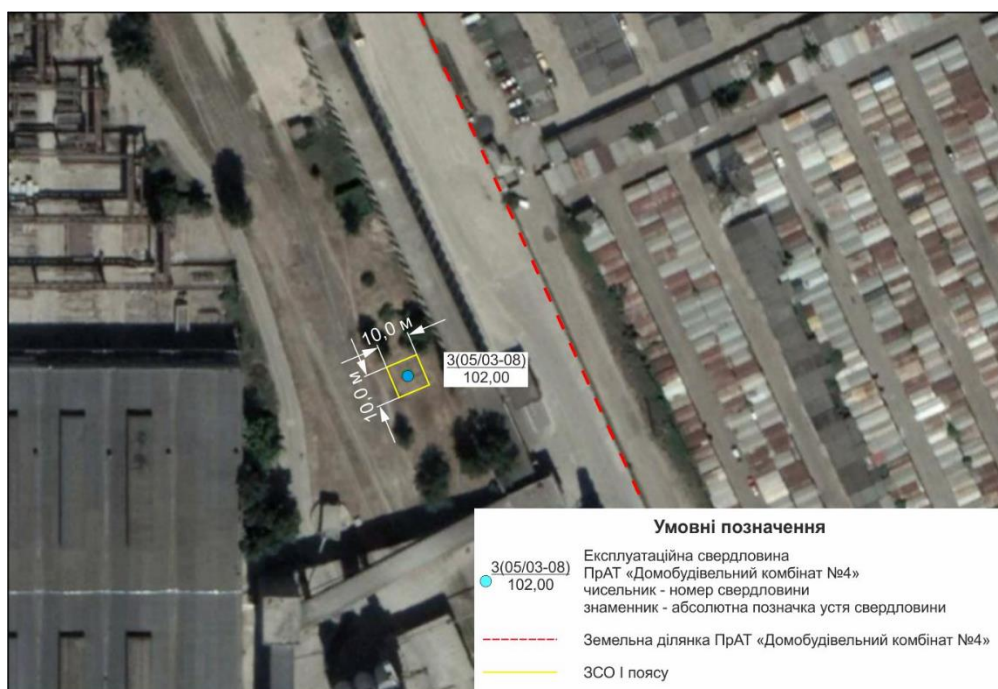 10,0 м
10,0 м
3(05/03-08)
102,00
Умовні позначення
3(05/03-08)
102,00
Експлуатаційна свердловина
ПрАТ «Домобудівельний комбінат №4»
чисельник - номер свердловини
знаменник - абсолютна позначка устя свердловини
Земельна ділянка ПрАТ «Домобудівельний комбінат №4»
ЗСО І поясу